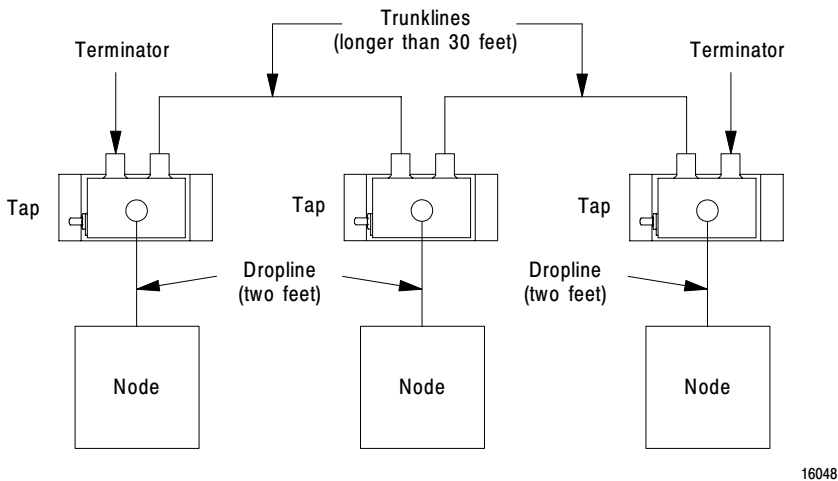 Trunklines
(longer than 30 feet)
Terminator
Terminator
Tap
Tap
Tap
Dropline
(two feet)
Dropline
(two feet)
Node
Node
Node
16048